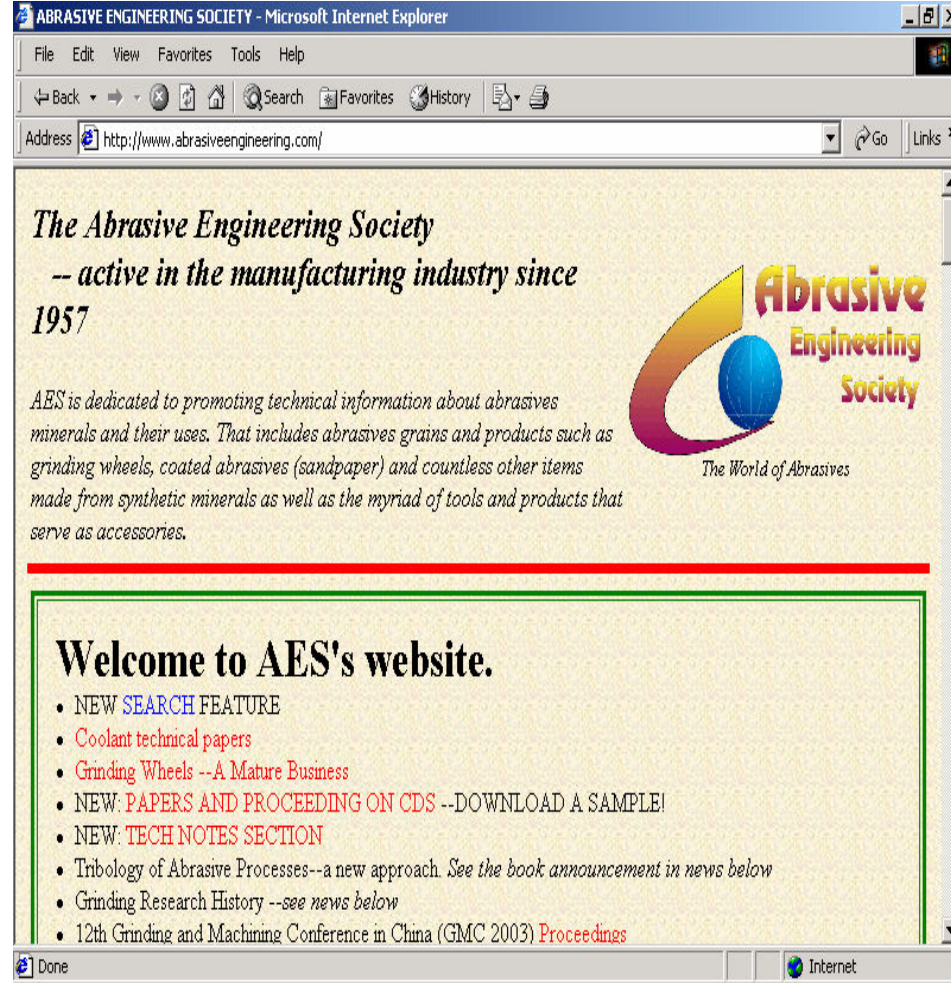 ABRASIVE ENGINEERING SOCIETY - Microsoft Internet Explorer
File Edit View Favorites Tools Help
Back Search Favorites History
Address http://www.abrasiveengineering.com/ Go Links
The Abrasive Engineering Society
-- active in the manufacturing industry since
1957
Abrasive
Engineering
Society
The World of Abrasives
AES is dedicated to promoting technical information about abrasives
minerals and their uses. That includes abrasives grains and products such as
grinding wheels, coated abrasives (sandpaper) and countless other items
made from synthetic minerals as well as the myriad of tools and products that
serve as accessories.
Welcome to AES's website.
• NEW SEARCH FEATURE
• Coolant technical papers
• Grinding Wheels --A Mature Business
• NEW: PAPERS AND PROCEEDING ON CDS --DOWNLOAD A SAMPLE!
• NEW: TECH NOTES SECTION
• Tribology of Abrasive Processes--a new approach. See the book announcement in news below
• Grinding Research History --see news below
• 12th Grinding and Machining Conference in China (GMC 2003) Proceedings
Done Internet